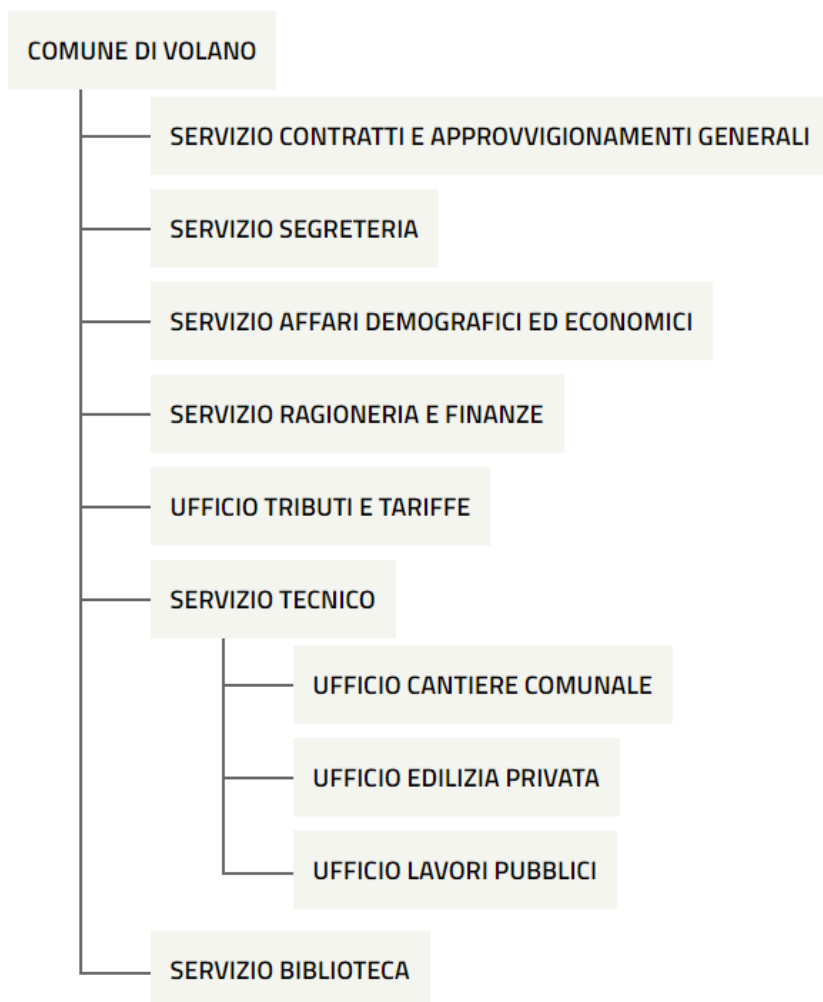 COMUNE DI VOLANO
SERVIZIO CONTRATTI E APPROVVIGIONAMENTI GENERALI
SERVIZIO SEGRETERIA
SERVIZIO AFFARI DEMOGRAFICI ED ECONOMICI
SERVIZIO RAGIONERIA E FINANZE
UFFICIO TRIBUTI E TARIFFE
SERVIZIO TECNICO
UFFICIO CANTIERE COMUNALE
UFFICIO EDILIZIA PRIVATA
UFFICIO LAVORI PUBBLICI
SERVIZIO BIBLIOTECA